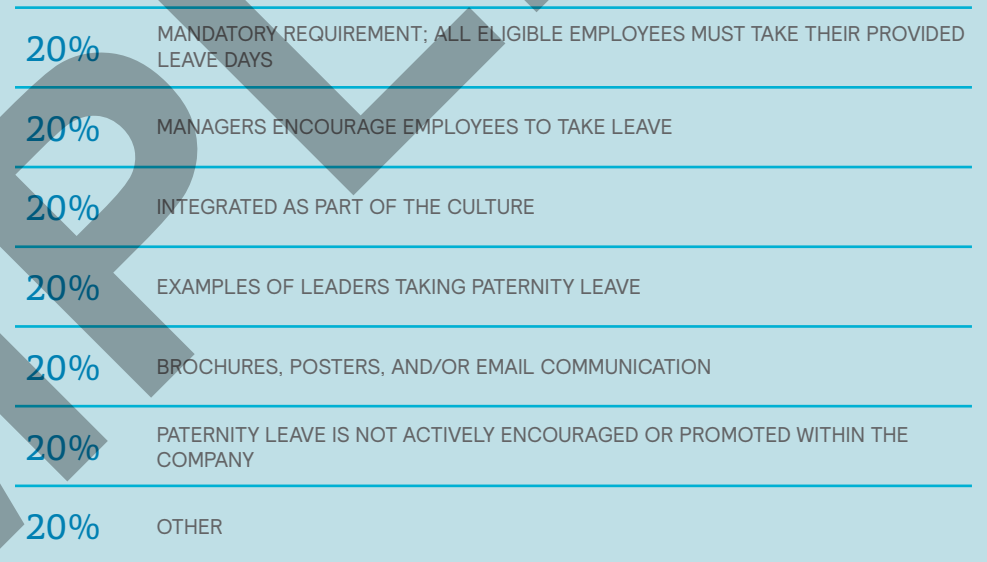 20%
MANDATORY REQUIREMENT; ALL ELIGIBLE EMPLOYEES MUST TAKE THEIR PROVIDED
LEAVE DAYS
20%
MANAGERS ENCOURAGE EMPLOYEES TO TAKE LEAVE
20%
INTEGRATED AS PART OF THE CULTURE
20%
EXAMPLES OF LEADERS TAKING PATERNITY LEAVE
20%
BROCHURES, POSTERS, AND/OR EMAIL COMMUNICATION
20%
PATERNITY LEAVE IS NOT ACTIVELY ENCOURAGED OR PROMOTED WITHIN THE
COMPANY
20%
OTHER